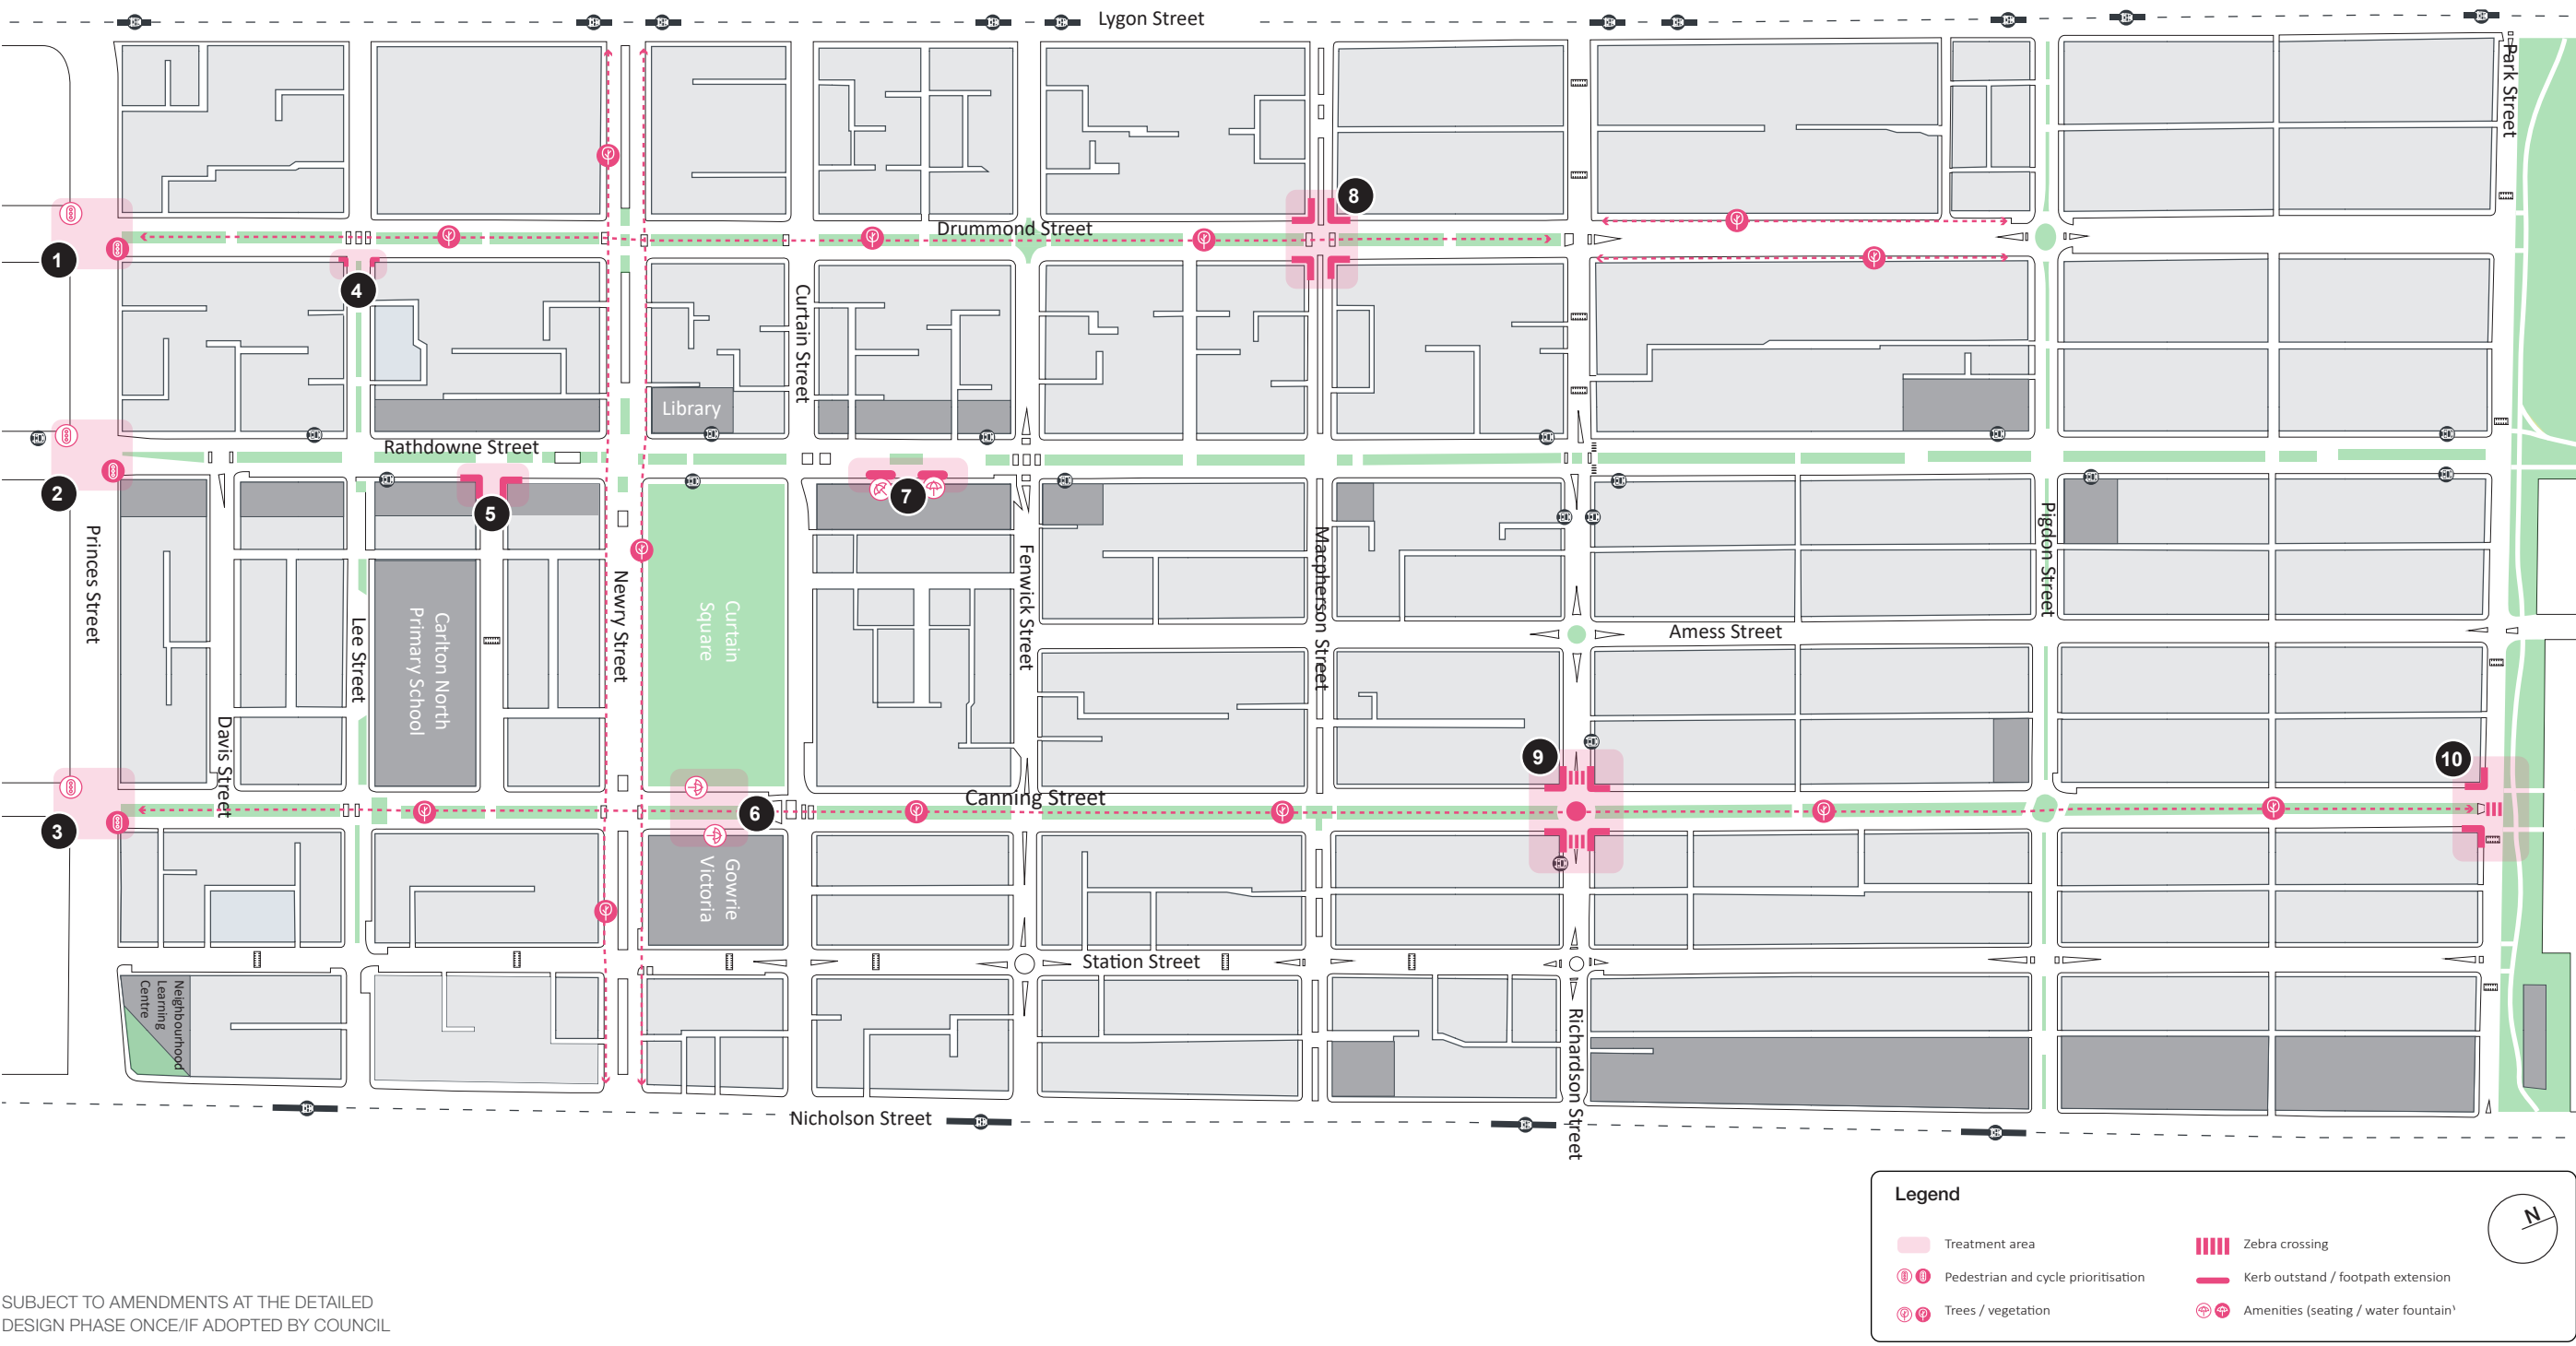 Lygon Street
Park Street
8
Drummond Street
1
4
Curtain Street
Library
Rathdowne Street
2
5
7
Princes Street
Lee Street
Carlton North
Primary School
Newry Street
Curtain
Square
Fenwick Street
Macpherson Street
Pigdon Street
Amess Street
Davis Street
9
10
Canning Street
3
6
Gowrie
Victoria
Station Street
Neighbourhood
Learning
Centre
Richardson Street
Nicholson Street
Legend
N
Treatment area
Zebra crossing
Pedestrian and cycle prioritisation
Kerb outstand / footpath extension
Trees / vegetation
Amenities (seating / water fountain)
SUBJECT TO AMENDMENTS AT THE DETAILED
DESIGN PHASE ONCE/IF ADOPTED BY COUNCIL